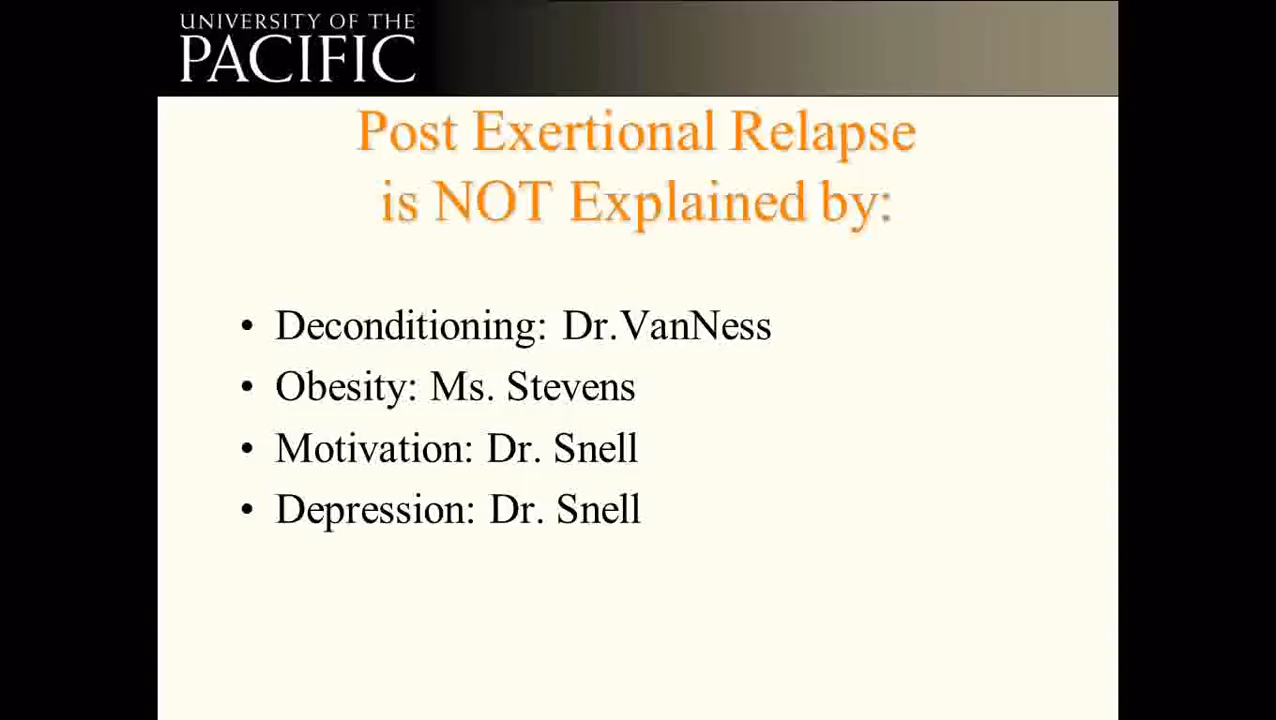 UNIVERSITY OF THE
PACIFIC
Post Exertional Relapse
is NOT Explained by:
• Deconditioning: Dr.VanNess
• Obesity: Ms. Stevens
• Motivation: Dr. Snell
• Depression: Dr. Snell